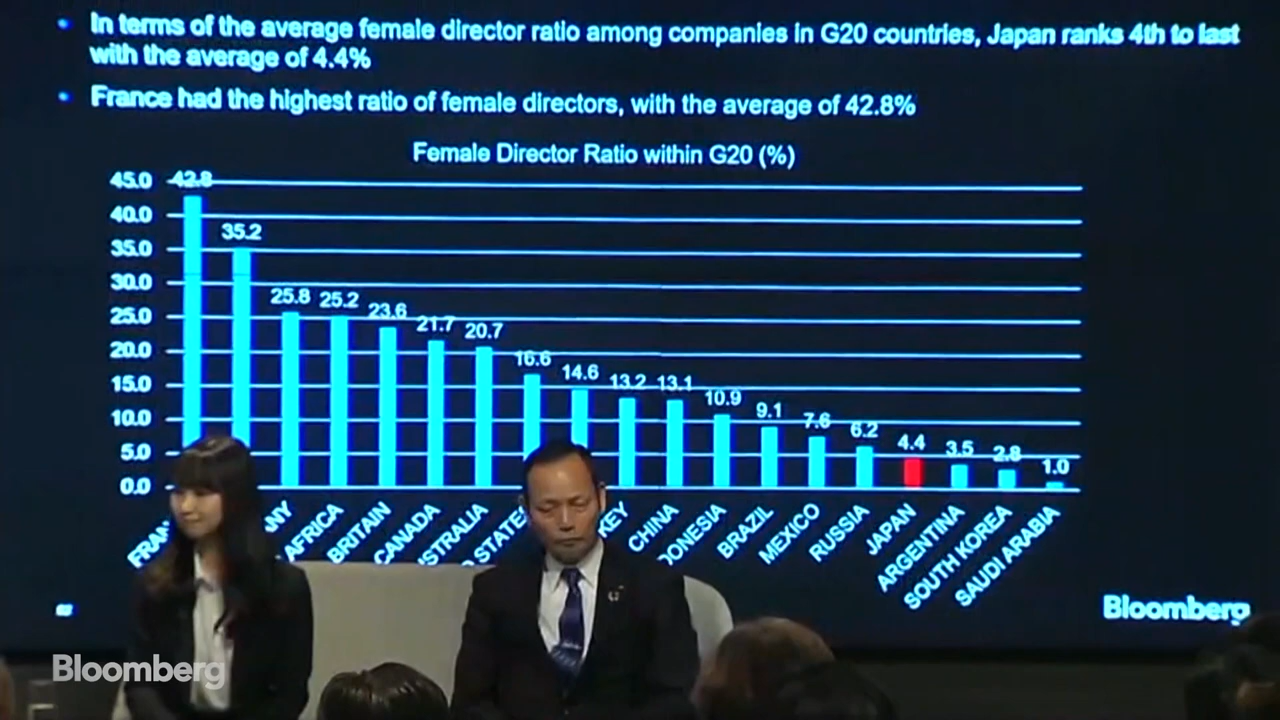 In terms of the average female director ratio among companies in G20 countries, Japan ranks 4th to last
with the average of 4.4%
France had the highest ratio of female directors, with the average of 42.8%
Female Director Ratio within G20 (%)
45.0
40.0
35.0
30.0
25.0
20.0
15.0
10.0
5.0
0.0
42.8
35.2
25.8
25.2
23.6
21.7
20.7
16.6
14.6
13.2
13.1
10.9
9.1
7.6
6.2
4.4
3.5
2.8
1.0
AFRICA
BRITAIN
CANADA
CHINA
BRAZIL
MEXICO
RUSSIA
JAPAN
ARGENTINA
SOUTH KOREA
SAUDI ARABIA
Bloomberg
Bloomberg